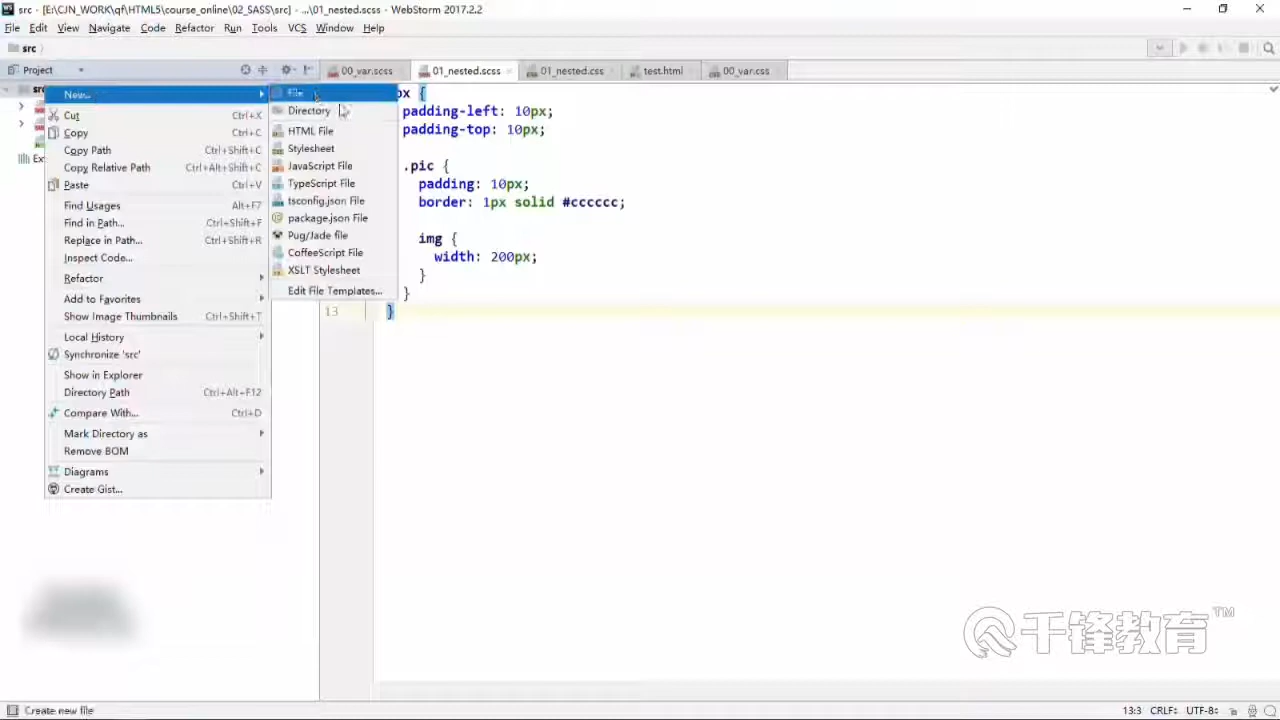 src - [E:\CJN_WORK\qf\HTML5\course_online\02_SASS\src] - ...\01_nested.scss - WebStorm 2017.2.2
File Edit View Navigate Code Refactor Run Tools VCS Window Help
src
Project
00_var.scss
01_nested.scss
01_nested.css
test.html
00_var.css
New...
Cut Ctrl+X
Copy Ctrl+C
Copy Path Ctrl+Shift+C
Copy Relative Path Ctrl+Alt+Shift+C
Paste Ctrl+V
Find Usages Alt+F7
Find in Path... Ctrl+Shift+F
Replace in Path... Ctrl+Shift+R
Inspect Code...
Refactor
Add to Favorites
Show Image Thumbnails Ctrl+Shift+T
Local History
Synchronize 'src'
Show in Explorer
Directory Path Ctrl+Alt+F12
Compare With... Ctrl+D
Mark Directory as
Remove BOM
Diagrams
Create Gist...
File
Directory
HTML File
Stylesheet
JavaScript File
TypeScript File
tsconfig.json File
package.json File
Pug/Jade file
CoffeeScript File
XSLT Stylesheet
Edit File Templates...
ox {
padding-left: 10px;
padding-top: 10px;
.pic {
padding: 10px;
border: 1px solid #cccccc;
img {
width: 200px;
}
}
13 }
千锋教育™
Create new file
13:3 CRLF UTF-8